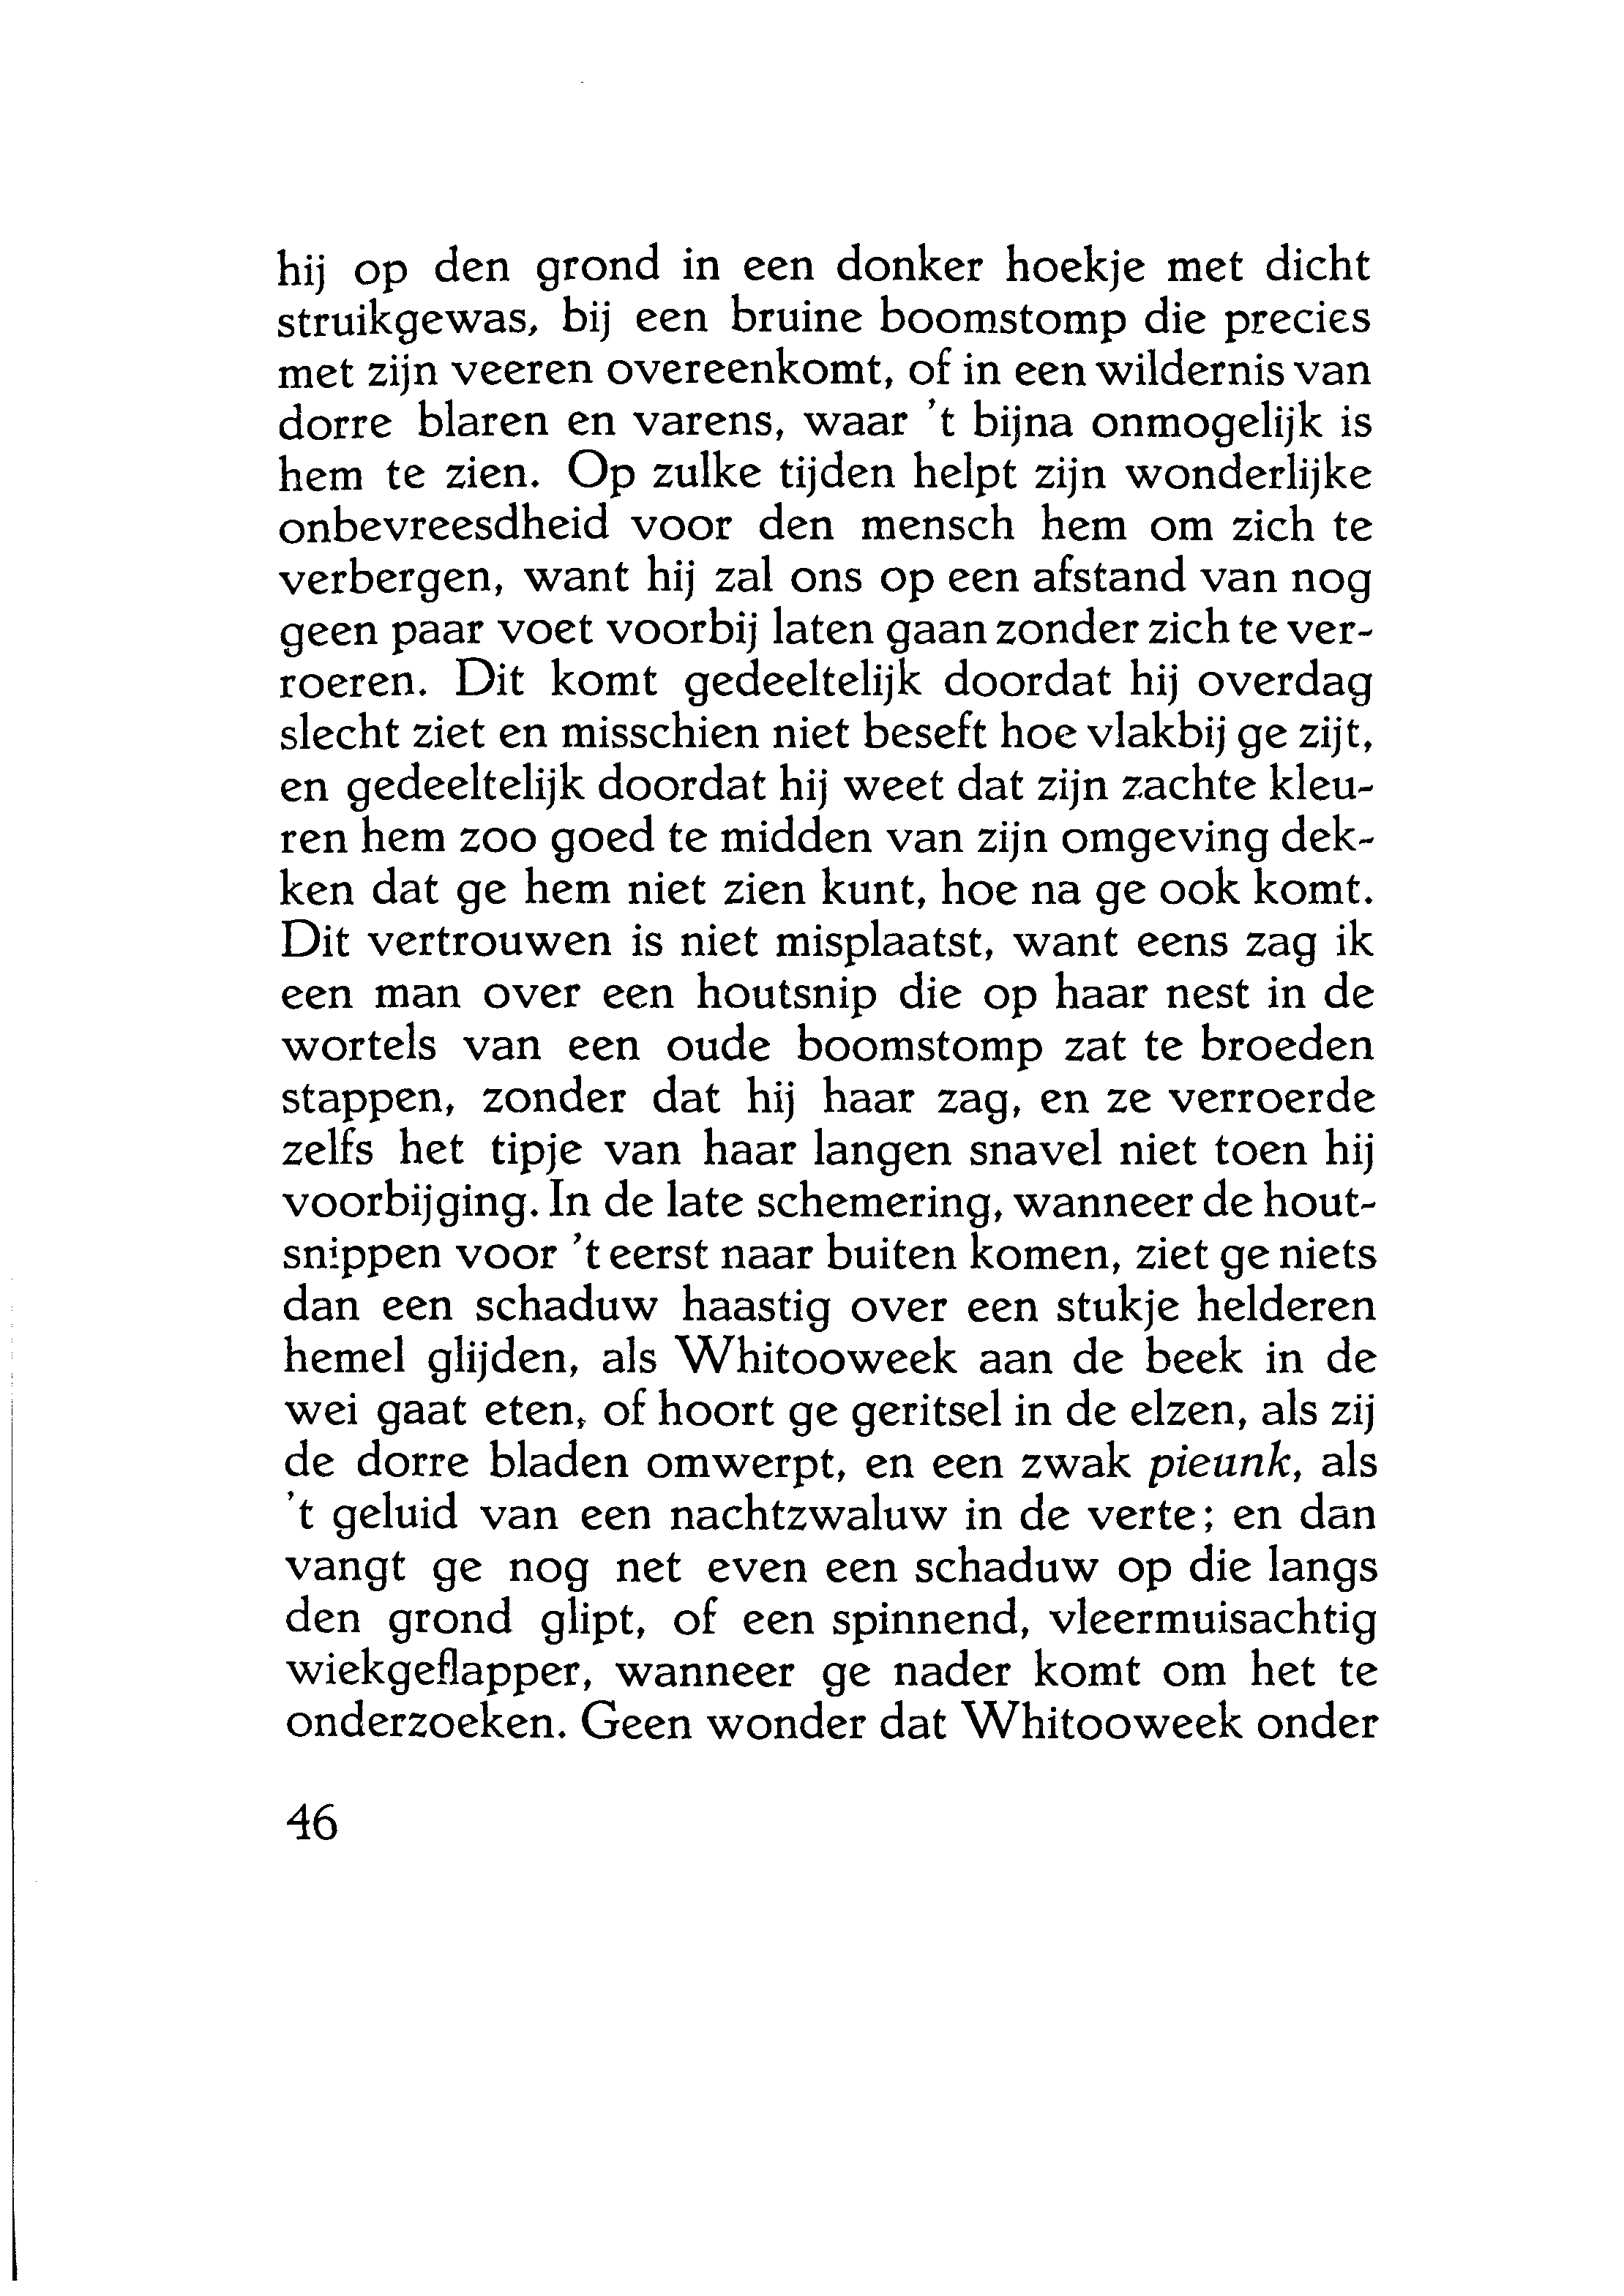 hij op den grond in een donker hoekje met dicht
struikgewas, bij een bruine boomstomp die precies
met zijn veeren overeenkomt, of in een wildernis van
dorre blaren en varens, waar 't bijna onmogelijk is
hem te zien. Op zulke tijden helpt zijn wonderlijke
onbevreesdheid voor den mensch hem om zich te
verbergen, want hij zal ons op een afstand van nog
geen paar voet voorbij laten gaan zonder zich te ver-
roeren. Dit komt gedeeltelijk doordat hij overdag
slecht ziet en misschien niet beseft hoe vlakbij ge zijt,
en gedeeltelijk doordat hij weet dat zijn zachte kleu-
ren hem zoo goed te midden van zijn omgeving dek-
ken dat ge hem niet zien kunt, hoe na ge ook komt.
Dit vertrouwen is niet misplaatst, want eens zag ik
een man over een houtsnip die op haar nest in de
wortels van een oude boomstomp zat te broeden
stappen, zonder dat hij haar zag, en ze verroerde
zelfs het tipje van haar langen snavel niet toen hij
voorbijging. In de late schemering, wanneer de hout-
snippen voor 't eerst naar buiten komen, ziet ge niets
dan een schaduw haastig over een stukje helderen
hemel glijden, als Whitooweek aan de beek in de
wei gaat eten, of hoort ge geritsel in de elzen, als zij
de dorre bladen omwerpt, en een zwak pieunk, als
't geluid van een nachtzwaluw in de verte; en dan
vangt ge nog net even een schaduw op die langs
den grond glipt, of een spinnend, vleermuisachtig
wiekgeflapper, wanneer ge nader komt om het te
onderzoeken. Geen wonder dat Whitooweek onder
46